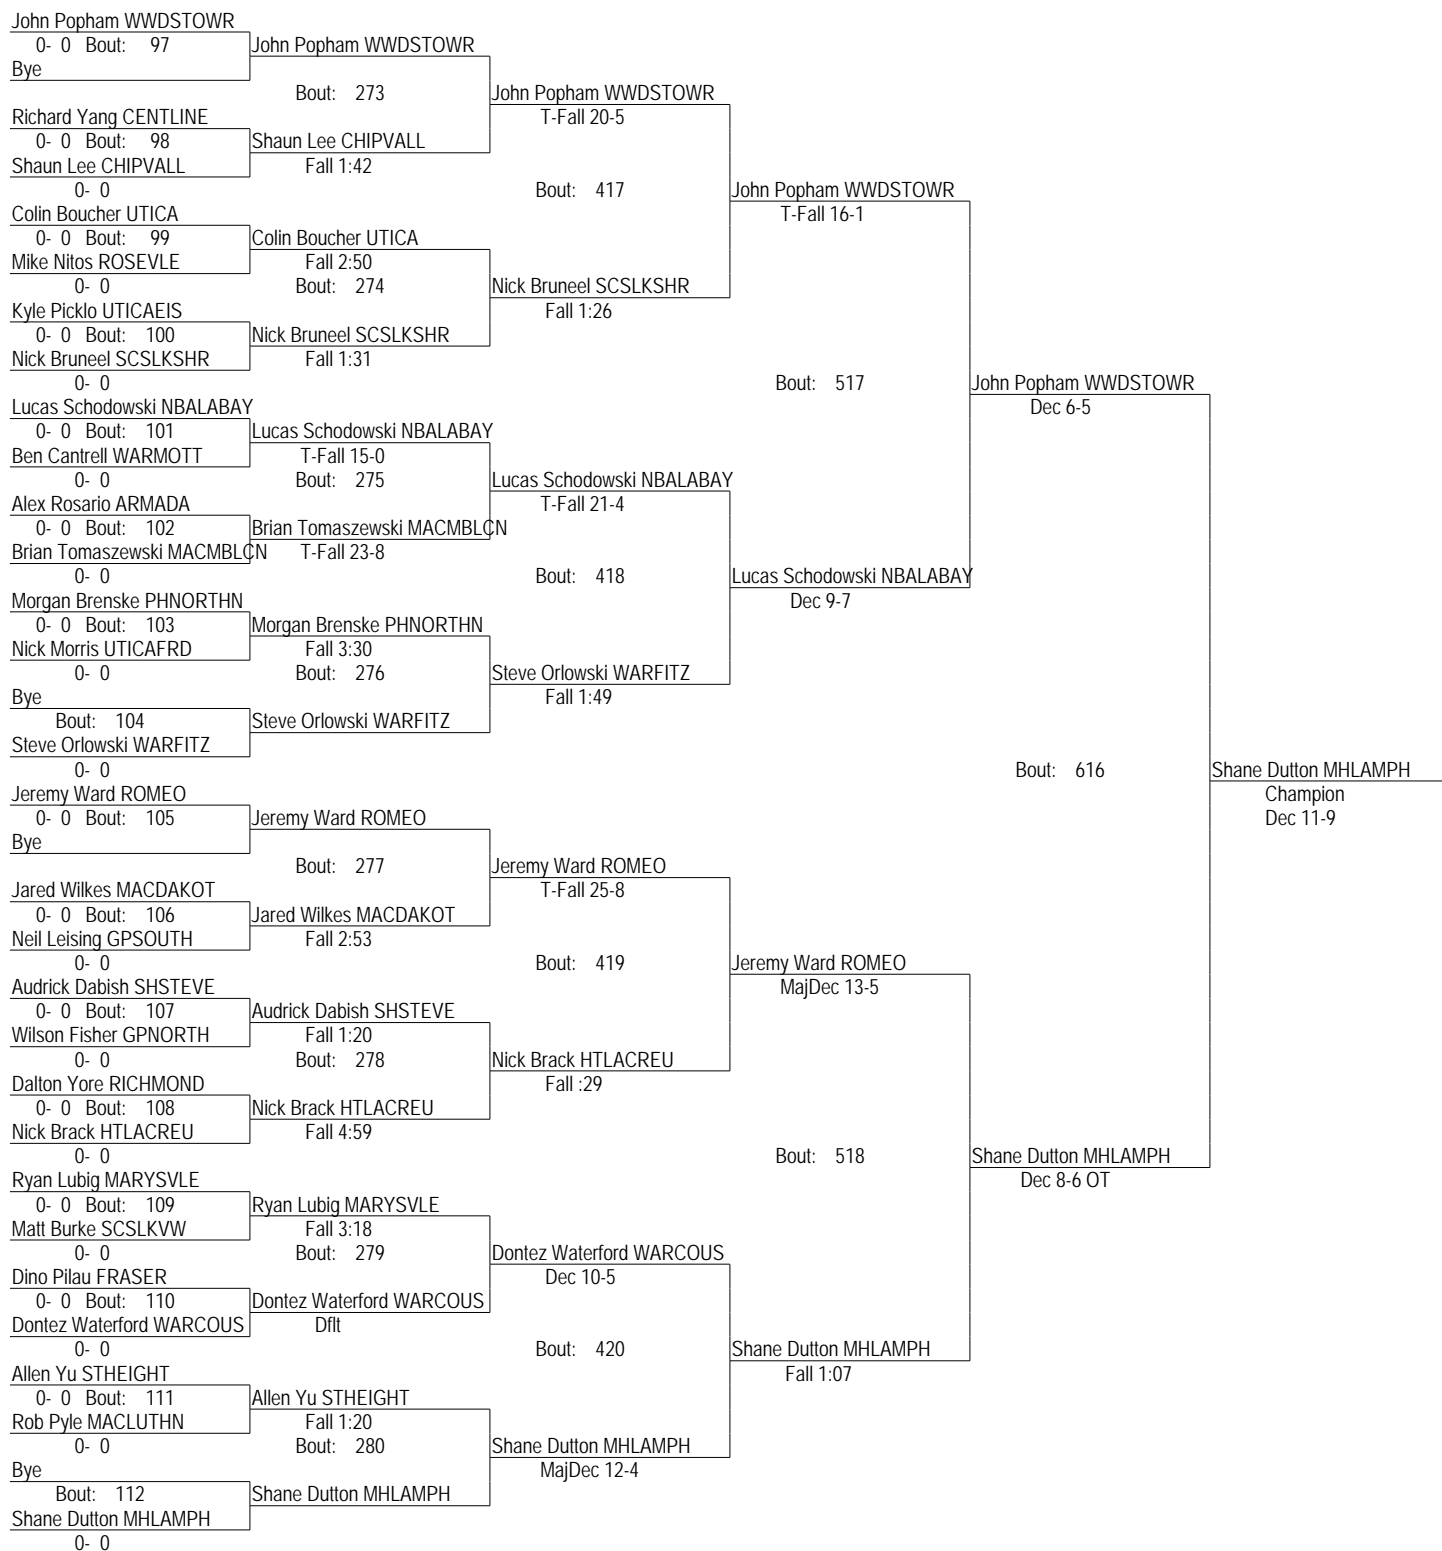 John Popham WWDSTOWR
0- 0 Bout: 97 John Popham WWDSTOWR
Bye
Bout: 273 John Popham WWDSTOWR
Richard Yang CENTLINE T-Fall 20-5
0- 0 Bout: 98 Shaun Lee CHIPVALL
Shaun Lee CHIPVALL Fall 1:42
0- 0 Bout: 417 John Popham WWDSTOWR
Colin Boucher UTICA T-Fall 16-1
0- 0 Bout: 99 Colin Boucher UTICA
Mike Nitos ROSEVLE Fall 2:50
0- 0 Bout: 274 Nick Bruneel SCSLKSHR
Kyle Picklo UTICAEIS Fall 1:26
0- 0 Bout: 100 Nick Bruneel SCSLKSHR
Nick Bruneel SCSLKSHR Fall 1:31
0- 0 Bout: 517 John Popham WWDSTOWR
Lucas Schodowski NBALABAY Dec 6-5
0- 0 Bout: 101 Lucas Schodowski NBALABAY
Ben Cantrell WARMOTT T-Fall 15-0
0- 0 Bout: 275 Lucas Schodowski NBALABAY
Alex Rosario ARMADA T-Fall 21-4
0- 0 Bout: 102 Brian Tomaszewski MACMBLCN
Brian Tomaszewski MACMBLCN T-Fall 23-8
0- 0 Bout: 418 Lucas Schodowski NBALABAY
Morgan Brenske PHNORTHN Dec 9-7
0- 0 Bout: 103 Morgan Brenske PHNORTHN
Nick Morris UTICAFRD Fall 3:30
0- 0 Bout: 276 Steve Orlowski WARFITZ
Bye Fall 1:49
Bout: 104 Steve Orlowski WARFITZ
Steve Orlowski WARFITZ
0- 0 Bout: 616 Shane Dutton MHLAMPH
Jeremy Ward ROMEO Champion
0- 0 Bout: 105 Jeremy Ward ROMEO Dec 11-9
Bye
Bout: 277 Jeremy Ward ROMEO
Jared Wilkes MACDAKOT T-Fall 25-8
0- 0 Bout: 106 Jared Wilkes MACDAKOT
Neil Leising GPSOUTH Fall 2:53
0- 0 Bout: 419 Jeremy Ward ROMEO
Audrick Dabish SHSTEVE MajDec 13-5
0- 0 Bout: 107 Audrick Dabish SHSTEVE
Wilson Fisher GPNORTH Fall 1:20
0- 0 Bout: 278 Nick Brack HTLACREU
Dalton Yore RICHMOND Fall :29
0- 0 Bout: 108 Nick Brack HTLACREU
Nick Brack HTLACREU Fall 4:59
0- 0 Bout: 518 Shane Dutton MHLAMPH
Ryan Lubig MARYSVLE Dec 8-6 OT
0- 0 Bout: 109 Ryan Lubig MARYSVLE
Matt Burke SCSLKVW Fall 3:18
0- 0 Bout: 279 Dontez Waterford WARCOUS
Dino Pilau FRASER Dec 10-5
0- 0 Bout: 110 Dontez Waterford WARCOUS
Dontez Waterford WARCOUS Dflt
0- 0 Bout: 420 Shane Dutton MHLAMPH
Allen Yu STHEIGHT Fall 1:07
0- 0 Bout: 111 Allen Yu STHEIGHT
Rob Pyle MACLUTHN Fall 1:20
0- 0 Bout: 280 Shane Dutton MHLAMPH
Bye MajDec 12-4
Bout: 112 Shane Dutton MHLAMPH
Shane Dutton MHLAMPH
0- 0